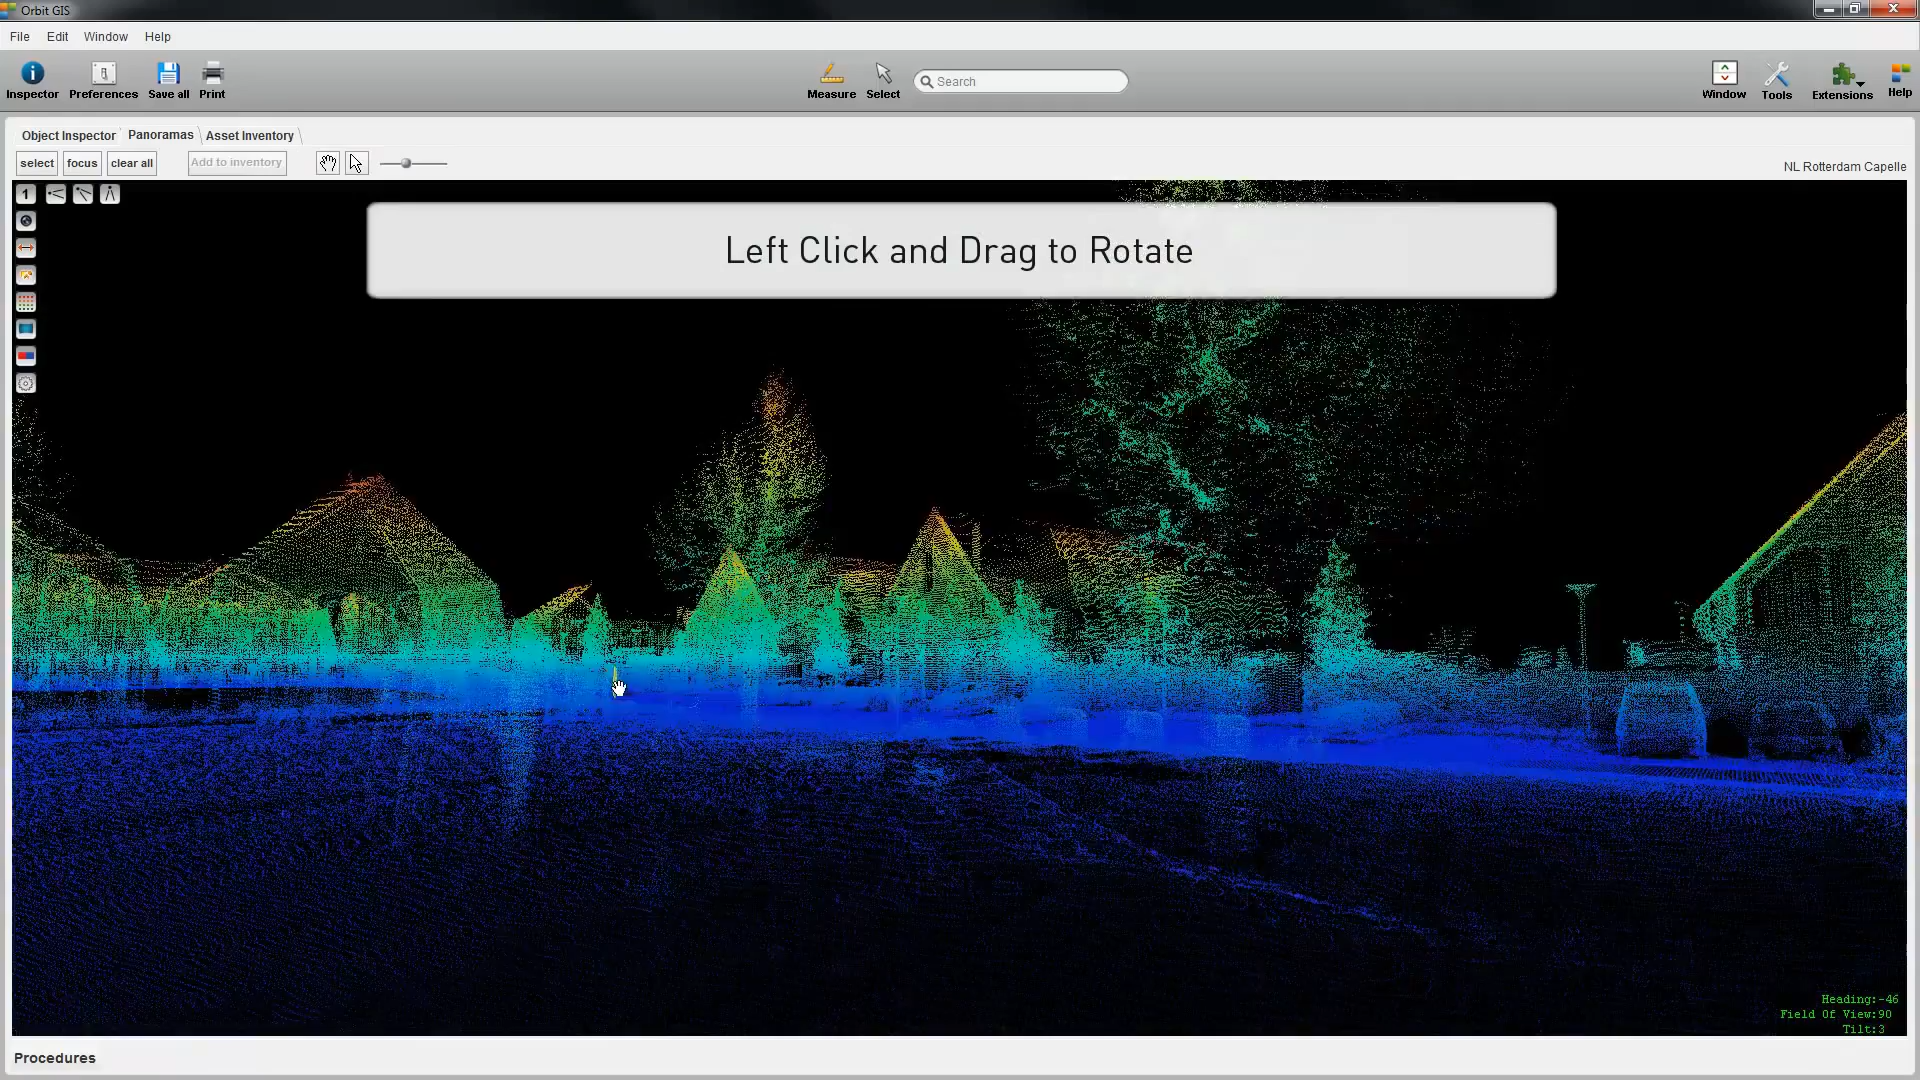 Orbit GIS
File Edit Window Help
Inspector Preferences Save all Print Measure Select Search Window Tools Extensions Help
Object Inspector Panoramas Asset Inventory
select focus clear all Add to inventory NL Rotterdam Capelle
1
Left Click and Drag to Rotate
Heading:-46
Field Of View:90
Tilt:3
Procedures